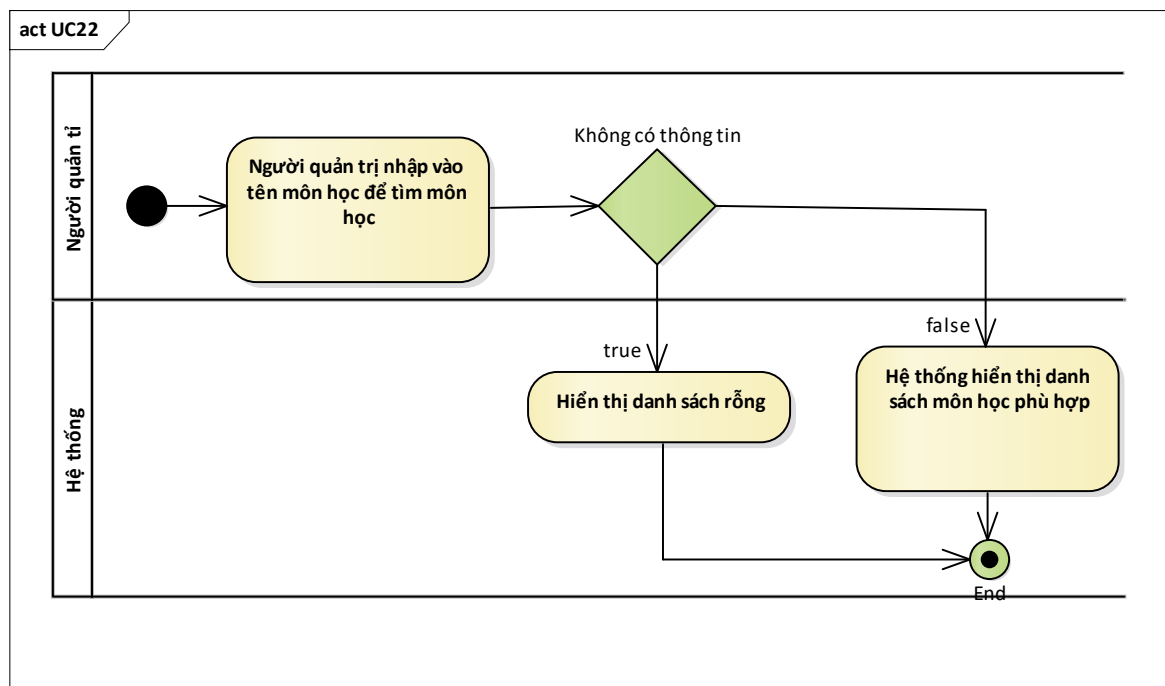 act UC22
Người quản tỉ
Người quản trị nhập vào
tên môn học để tìm môn
học
Không có thông tin
Hệ thống
true
Hiển thị danh sách rỗng
false
Hệ thống hiển thị danh
sách môn học phù hợp
End